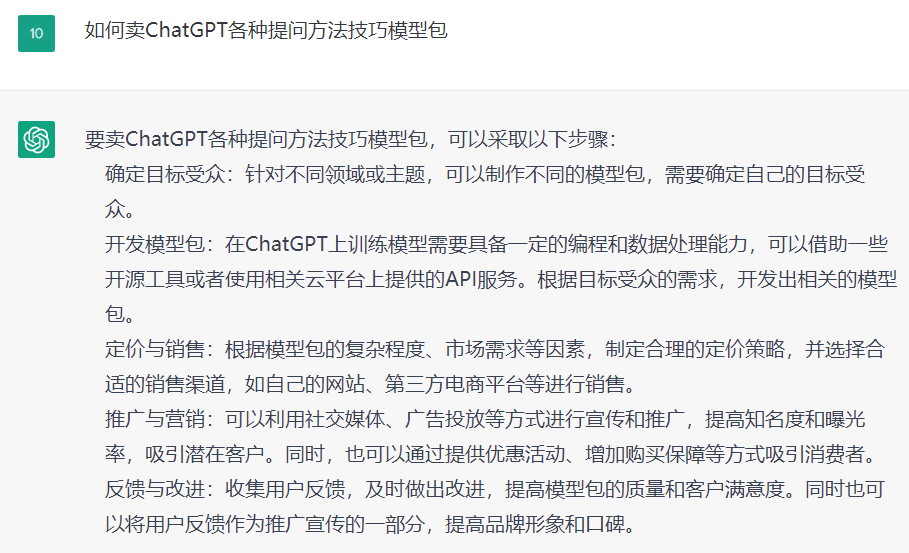 10
如何卖ChatGPT各种提问方法技巧模型包
要卖ChatGPT各种提问方法技巧模型包，可以采取以下步骤：
确定目标受众：针对不同领域或主题，可以制作不同的模型包，需要确定自己的目标受
众。
开发模型包：在ChatGPT上训练模型需要具备一定的编程和数据处理能力，可以借助一些
开源工具或者使用相关云平台上提供的API服务。根据目标受众的需求，开发出相关的模型
包。
定价与销售：根据模型包的复杂程度、市场需求等因素，制定合理的定价策略，并选择合
适的销售渠道，如自己的网站、第三方电商平台等进行销售。
推广与营销：可以利用社交媒体、广告投放等方式进行宣传和推广，提高知名度和曝光
率，吸引潜在客户。同时，也可以通过提供优惠活动、增加购买保障等方式吸引消费者。
反馈与改进：收集用户反馈，及时做出改进，提高模型包的质量和客户满意度。同时也可
以将用户反馈作为推广宣传的一部分，提高品牌形象和口碑。